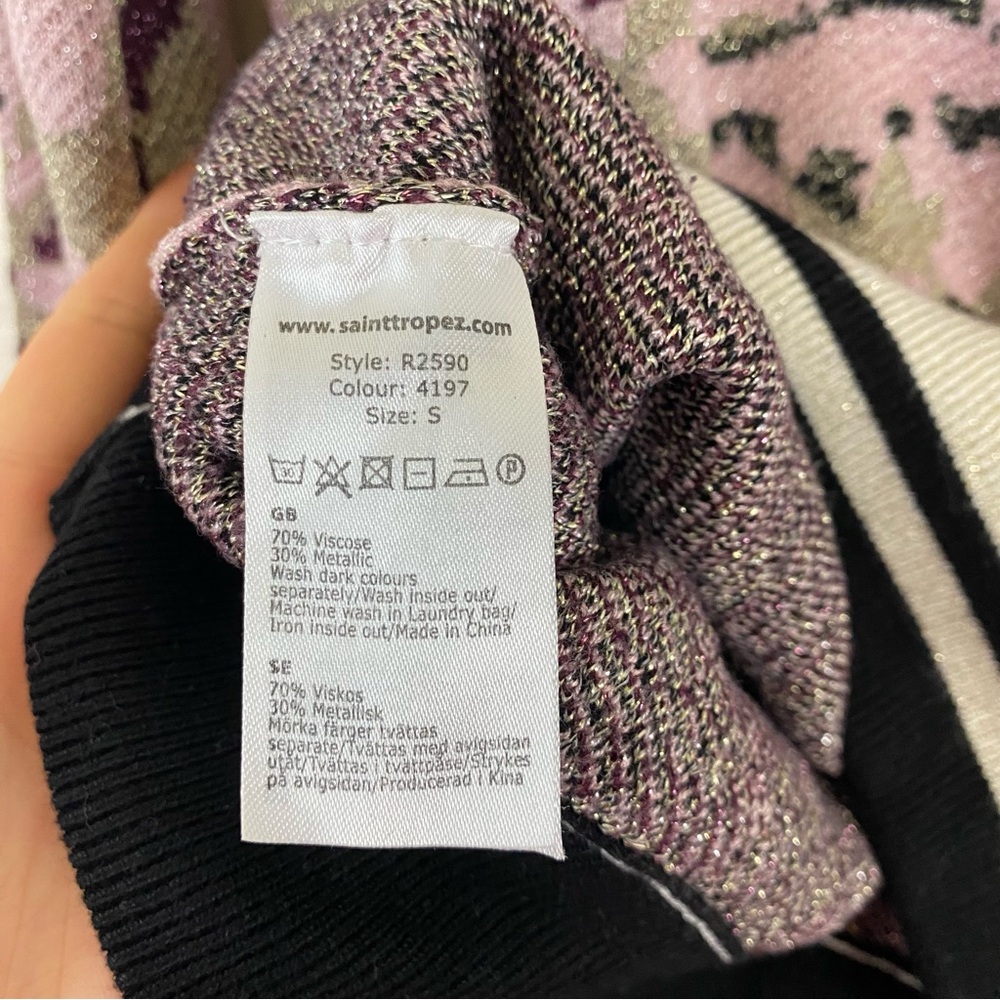 www.sainttropez.com
Style: R2590
Colour: 4197
Size: S
30 P
GB
70% Viscose
30% Metallic
Wash dark colours
separately/Wash inside out/
Machine wash in Laundry bag/
Iron inside out/Made in China
SE
70% Viskos
30% Metallisk
Mörka färger tvättas
separate/Tvättas med avigsidan
utåt/Tvättas i tvättpåse/Strykes
på avigsidan/Producerad i Kina